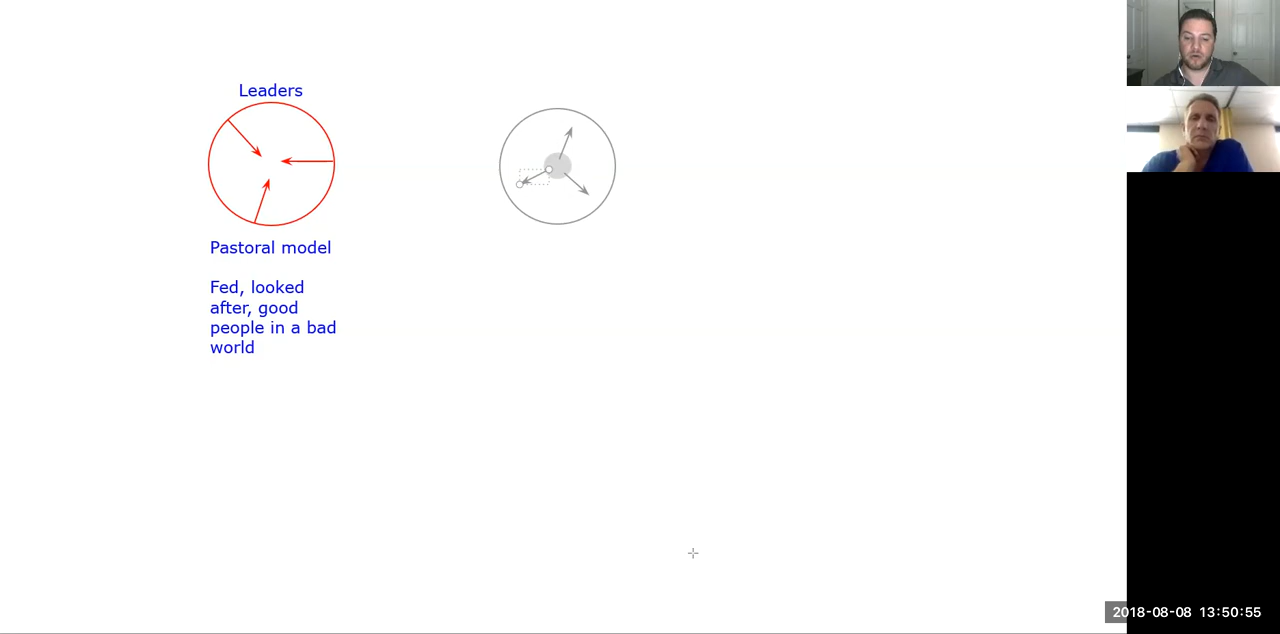 Leaders
Pastoral model
Fed, looked
after, good
people in a bad
world
2018-08-08 13:50:55